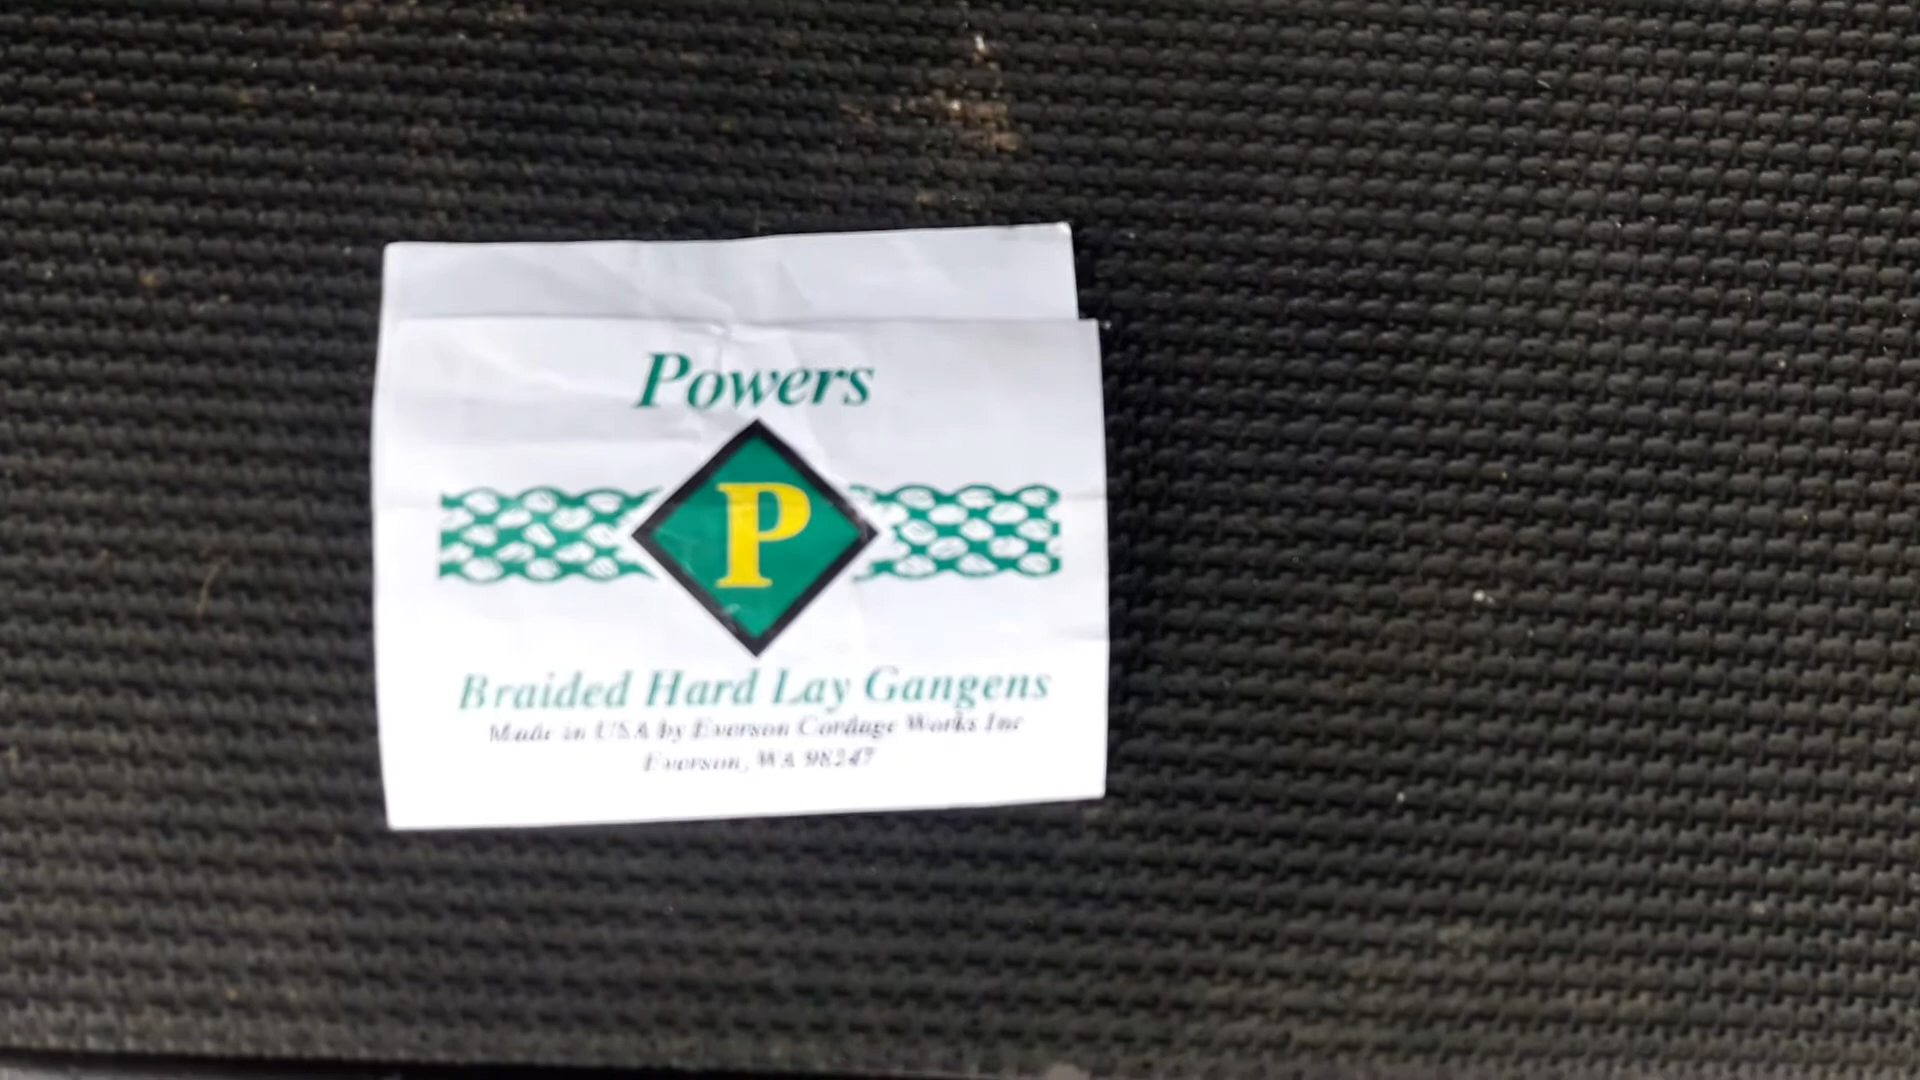 Powers
P
Braided Hard Lay Gangens
Made in USA by Everson Cordage Works Inc
Everson, WA 98247